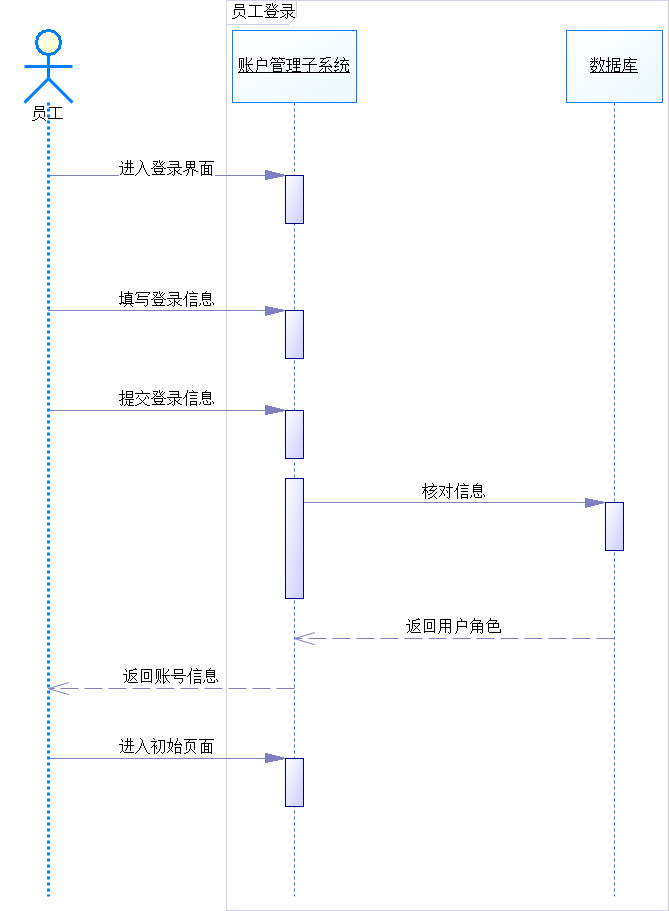 员工登录
账户管理子系统
数据库
员工
进入登录界面
填写登录信息
提交登录信息
核对信息
返回用户角色
返回账号信息
进入初始页面